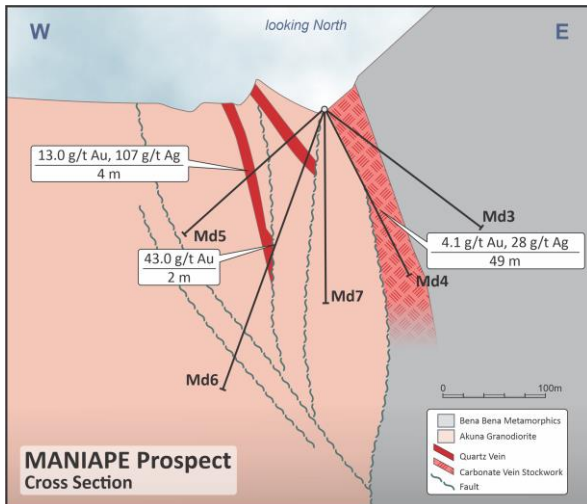 W
looking North
E
13.0 g/t Au, 107 g/t Ag
4 m
Md3
Md5
43.0 g/t Au
2 m
4.1 g/t Au, 28 g/t Ag
49 m
Md4
Md7
Md6
0 100m
Bena Bena Metamorphics
Akuna Granodiorite
Quartz Vein
Carbonate Vein Stockwork
Fault
MANIAPE Prospect
Cross Section